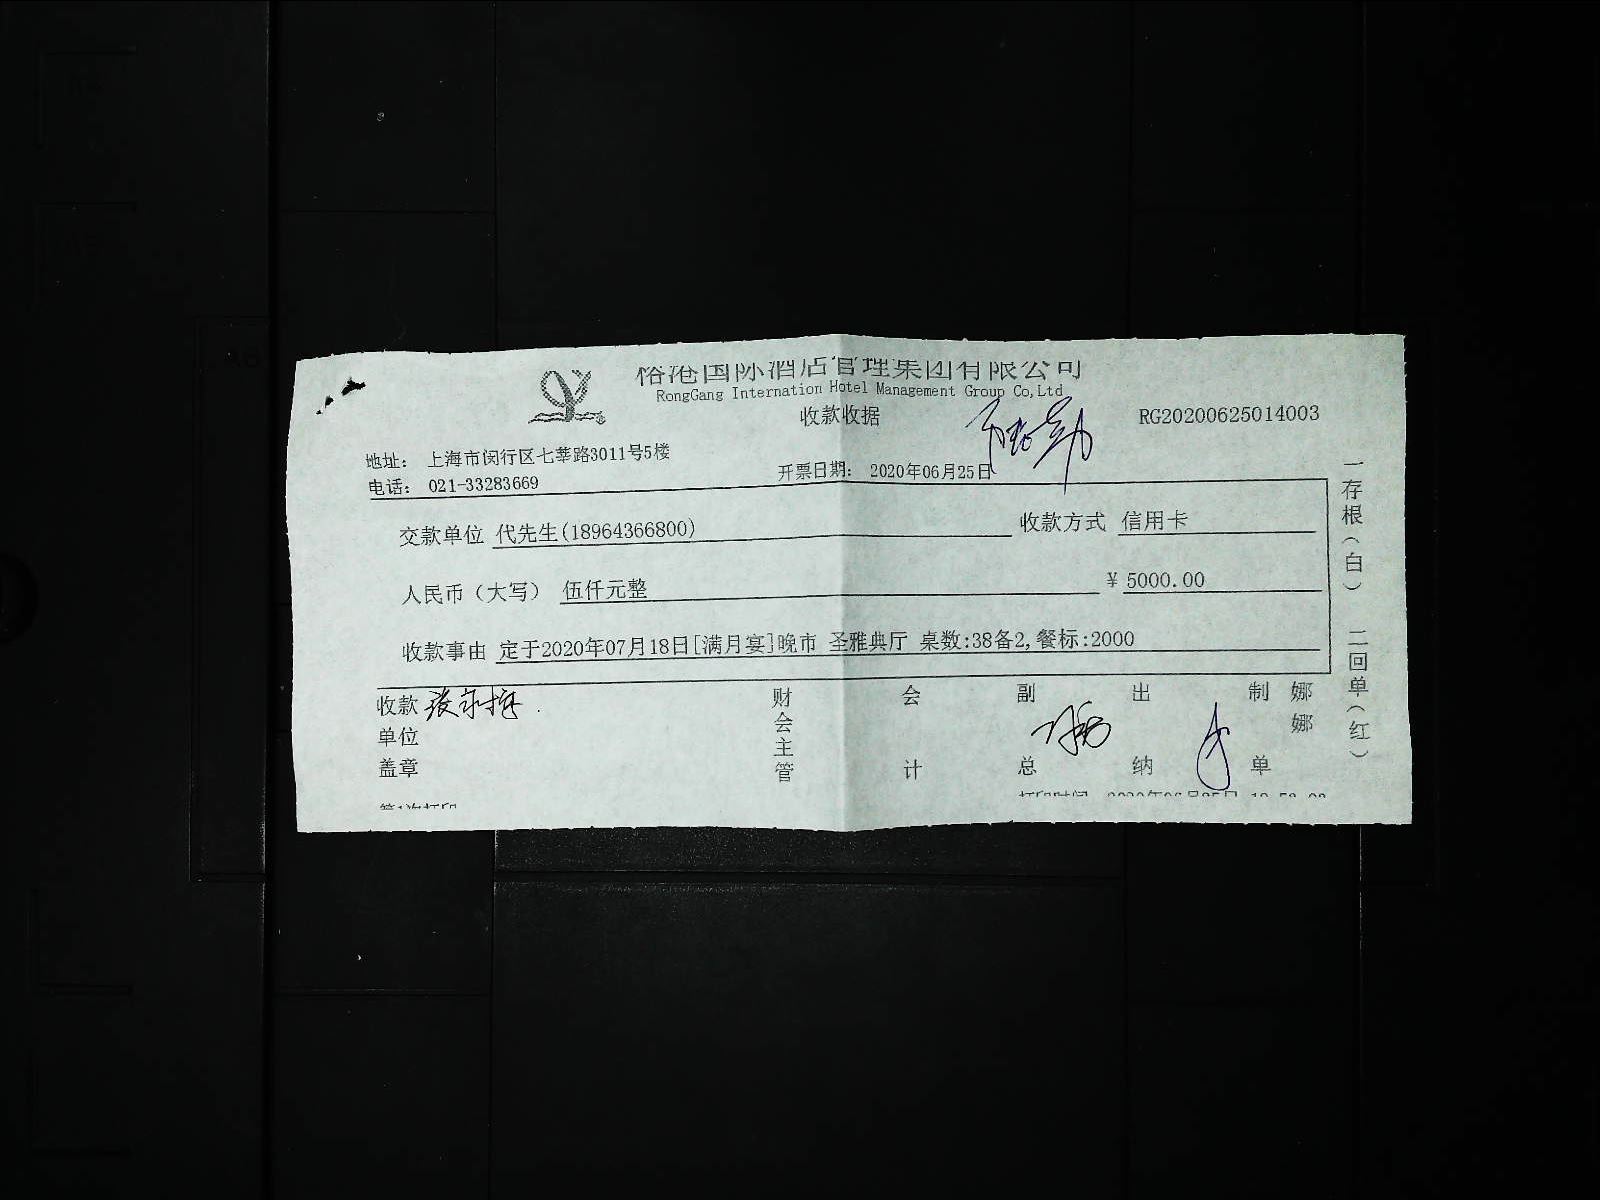 国际酒店管理集团有限公司
RongGang Internation Hotel Management Group Co,Ltd
收款收据
RG20200625014003
地址： 上海市闵行区七莘路3011号5楼
电话： 021-33283669
开票日期： 2020年06月25日
交款单位 代先生(18964366800) 收款方式 信用卡
人民币（大写） 伍仟元整 ￥5000.00
收款事由 定于2020年07月18日[满月宴]晚市 圣雅典厅 桌数:38备2,餐标:2000
收款单位盖章
财会主管
会计
副总
出纳
制单 娜娜
一存根（白） 二回单（红）